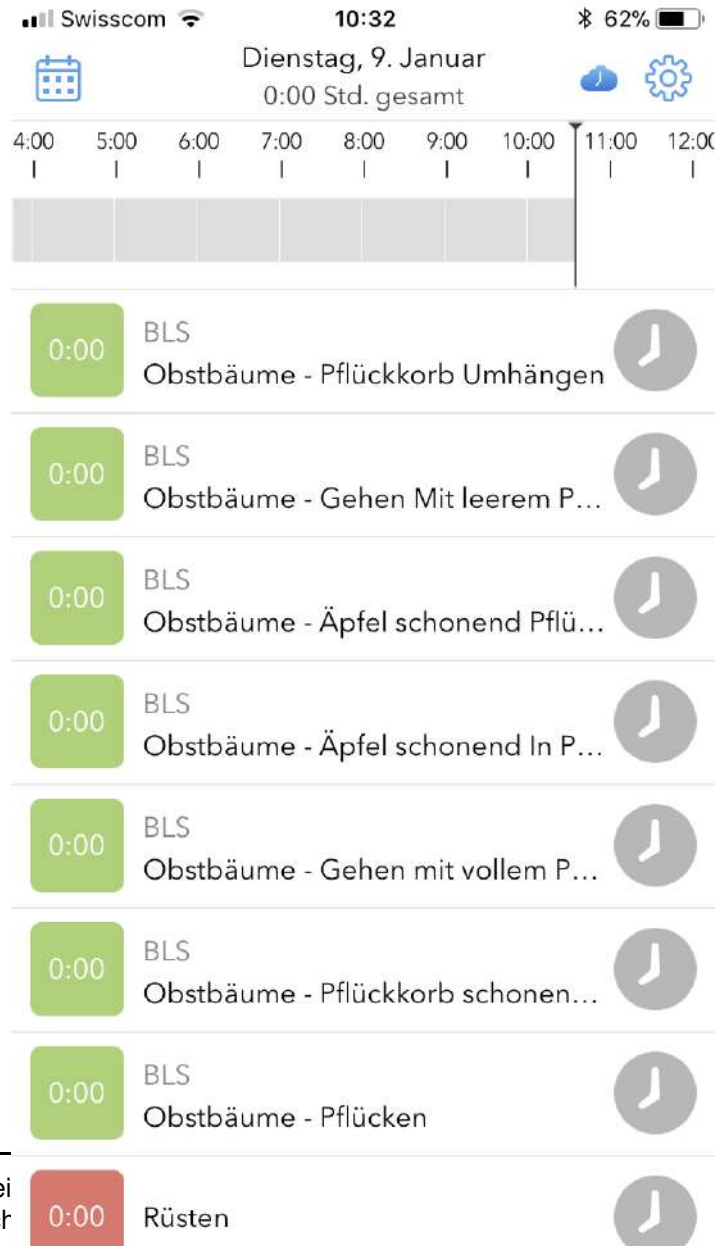 Swisscom 10:32 62%
Dienstag, 9. Januar
0:00 Std. gesamt
4:00 5:00 6:00 7:00 8:00 9:00 10:00 11:00 12:00
BLS
0:00 Obstbäume - Pflückkorb Umhängen
BLS
0:00 Obstbäume - Gehen Mit leerem P...
BLS
0:00 Obstbäume - Äpfel schonend Pflü...
BLS
0:00 Obstbäume - Äpfel schonend In P...
BLS
0:00 Obstbäume - Gehen mit vollem P...
BLS
0:00 Obstbäume - Pflückkorb schonen...
BLS
0:00 Obstbäume - Pflücken
0:00 Rüsten